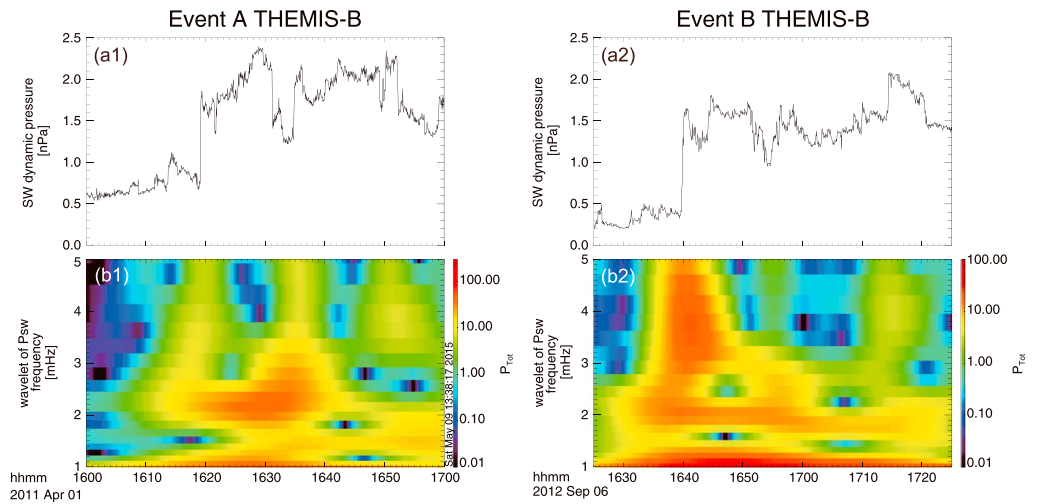 Event A THEMIS-B
Event B THEMIS-B
(a1)
SW dynamic pressure
[nPa]
2.5
2.0
1.5
1.0
0.5
0.0
(a2)
SW dynamic pressure
[nPa]
2.5
2.0
1.5
1.0
0.5
0.0
(b1)
wavelet of Psw
frequency
[mHz]
5
4
3
2
1
1600
1610
1620
1630
1640
1650
1700
hhmm
2011 Apr 01
100.00
10.00
1.00
0.10
0.01
PTot
Sat May 09 13:38:17 2015
(b2)
wavelet of Psw
frequency
[mHz]
5
4
3
2
1
1630
1640
1650
1700
1710
1720
hhmm
2012 Sep 06
100.00
10.00
1.00
0.10
0.01
PTot